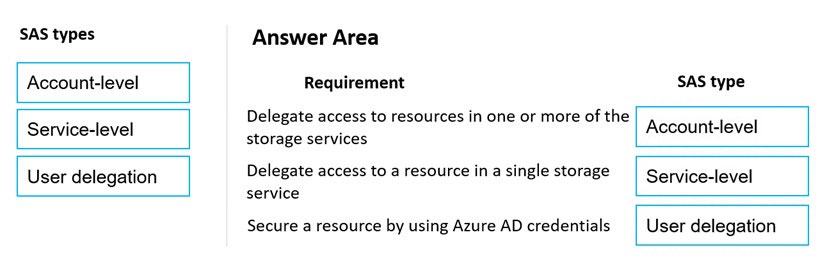 SAS types
Account-level
Service-level
User delegation
Answer Area
Requirement
SAS type
Delegate access to resources in one or more of the
storage services
Account-level
Delegate access to a resource in a single storage
service
Service-level
Secure a resource by using Azure AD credentials
User delegation